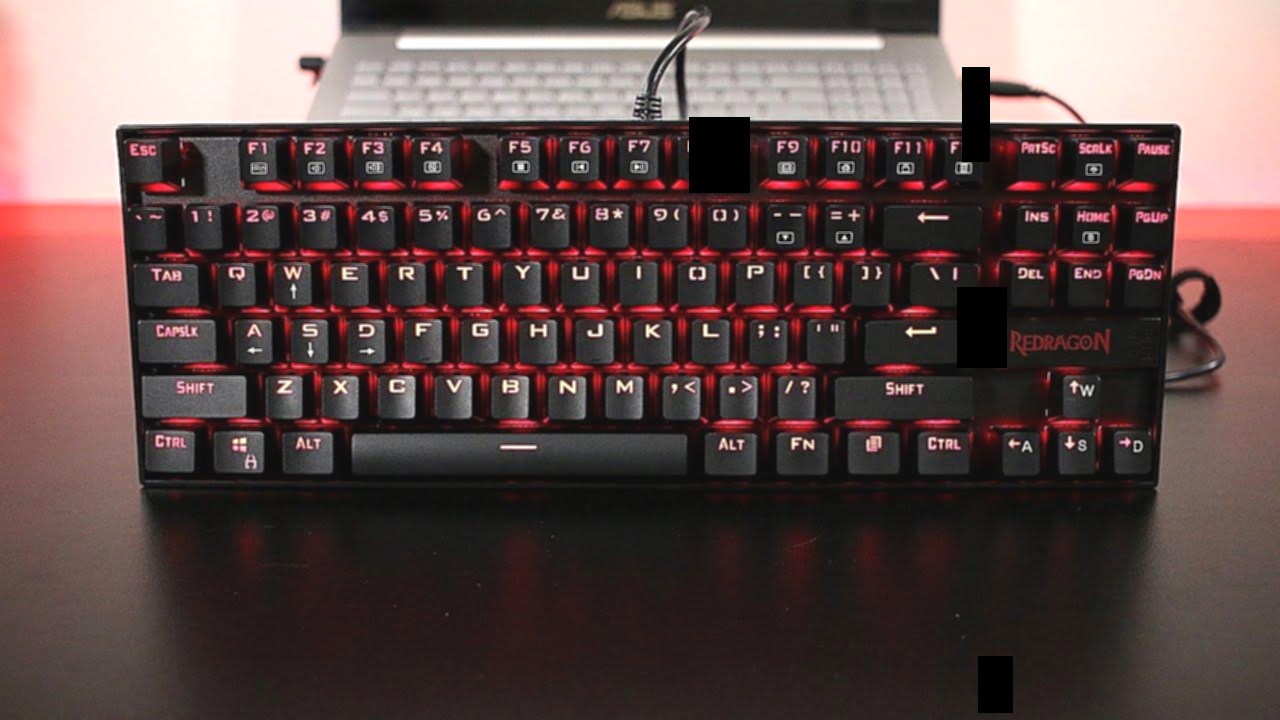 ASUS
Esc F1 F2 F3 F4 F5 F6 F7 F9 F10 F11 PRTSC SCRLK PAUSE
` ~ 1 ! 2 @ 3 # 4 $ 5 % 6 ^ 7 & 8 * 9 ( 0 ) - - = + ← INS HOME PGUP
TAB Q W E R T Y U I O P [ { ] } \ | DEL END PGDN
↑
CAPSLK A S D F G H J K L ; : ' " REDRAGON
← ↓ →
SHIFT Z X C V B N M , < . > / ? SHIFT ↑W
CTRL ALT ALT FN CTRL ←A ↓S →D